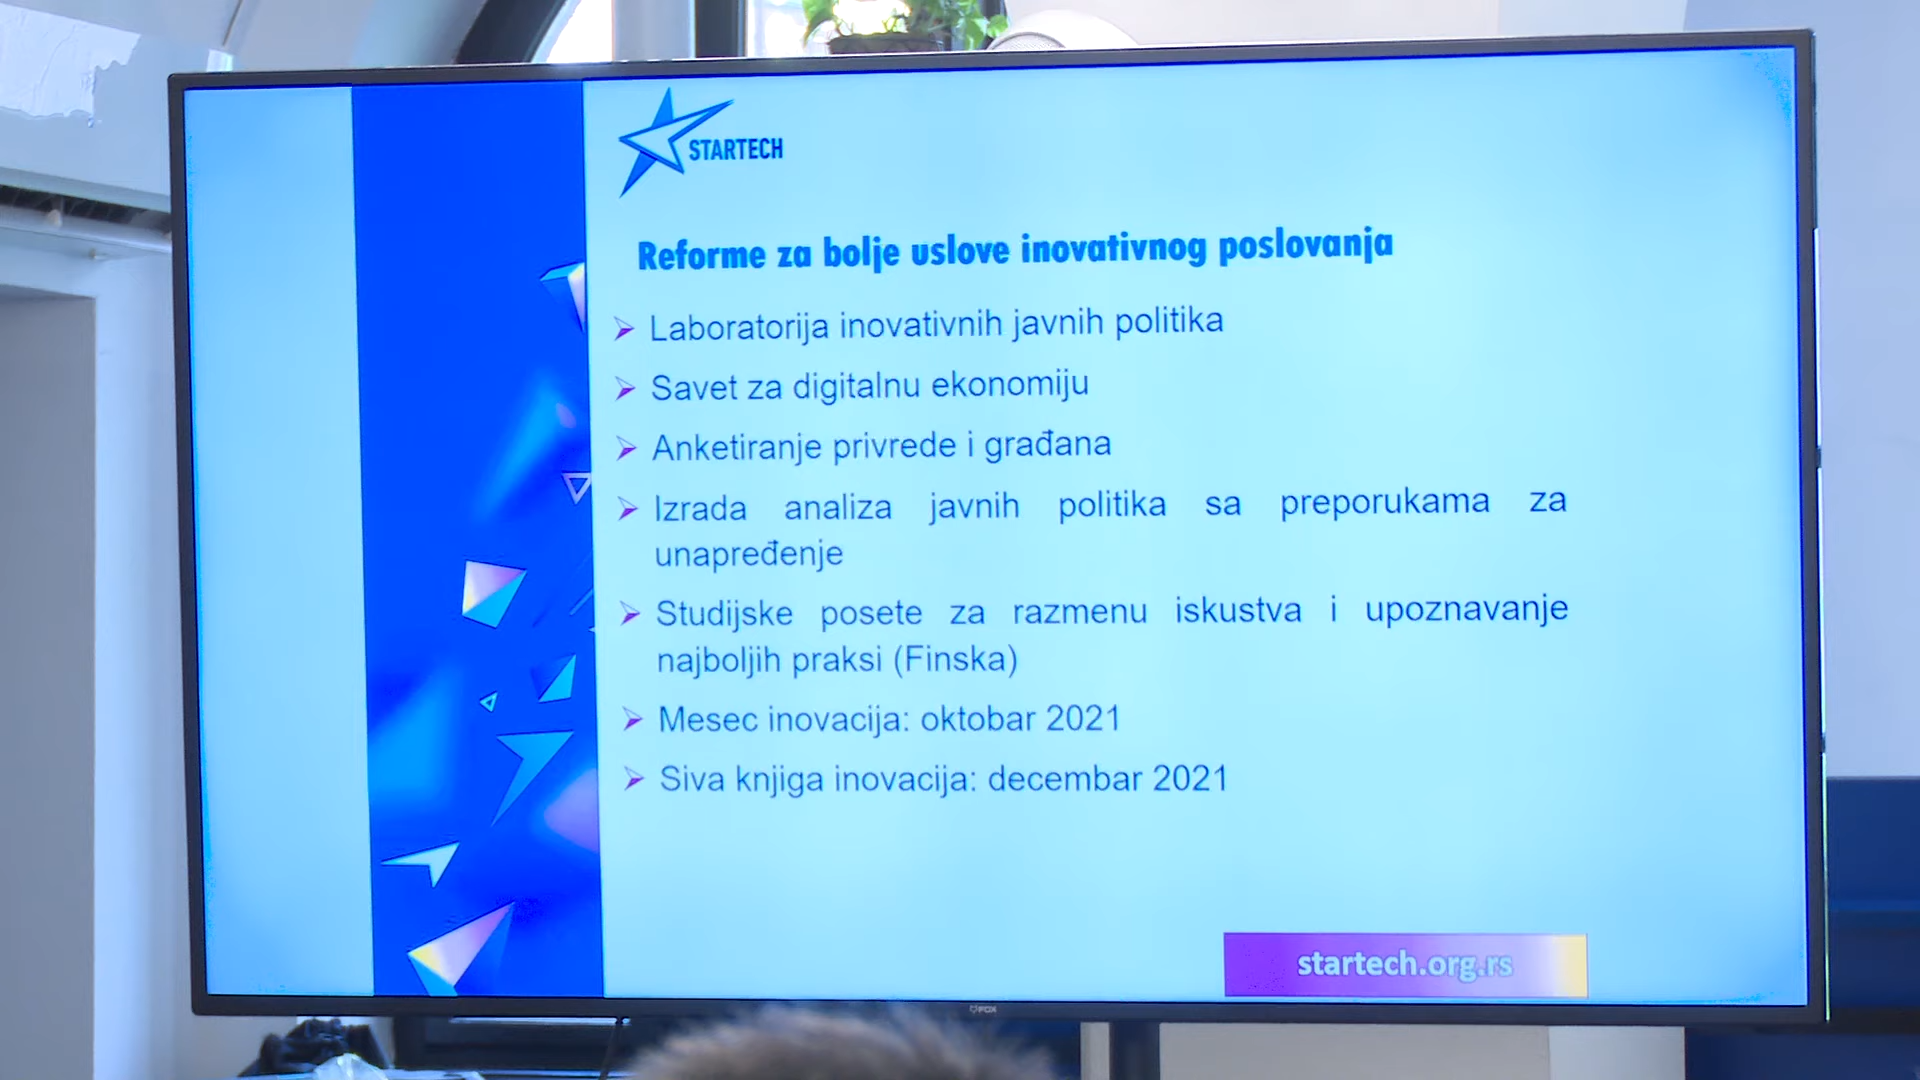 STARTECH
Reforme za bolje uslove inovativnog poslovanja
Laboratorija inovativnih javnih politika
Savet za digitalnu ekonomiju
Anketiranje privrede i građana
Izrada analiza javnih politika sa preporukama za
unapređenje
Studijske posete za razmenu iskustva i upoznavanje
najboljih praksi (Finska)
Mesec inovacija: oktobar 2021
Siva knjiga inovacija: decembar 2021
startech.org.rs
FOX